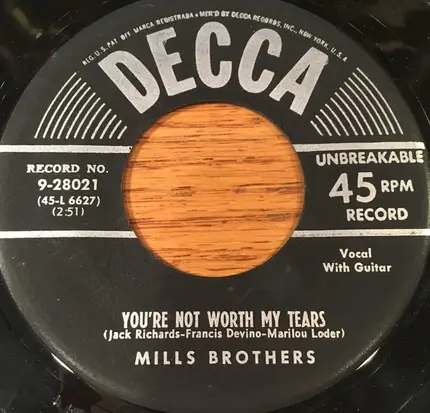 REG. U.S. PAT. OFF. MARCA REGISTRADA • MFR'D BY DECCA RECORDS, INC., NEW YORK, U.S.A.
DECCA
RECORD NO.
9-28021
(45-L 6627)
(2:51)
UNBREAKABLE
45 RPM
RECORD
Vocal
With Guitar
YOU'RE NOT WORTH MY TEARS
(Jack Richards-Francis Devino-Marilou Loder)
MILLS BROTHERS